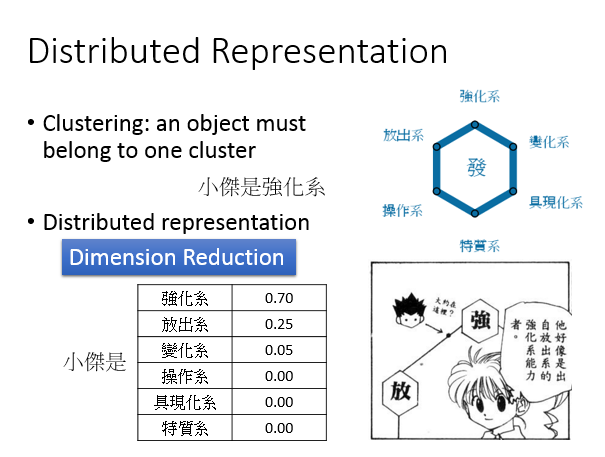 Distributed Representation
• Clustering: an object must
belong to one cluster
小傑是強化系
• Distributed representation
Dimension Reduction
小傑是
強化系 0.70
放出系 0.25
變化系 0.05
操作系 0.00
具現化系 0.00
特質系 0.00
強化系
放出系
變化系
發
操作系
具現化系
特質系
大約在
這裡？
強
放
他好像是出
自放出系的
強化系能力
者。